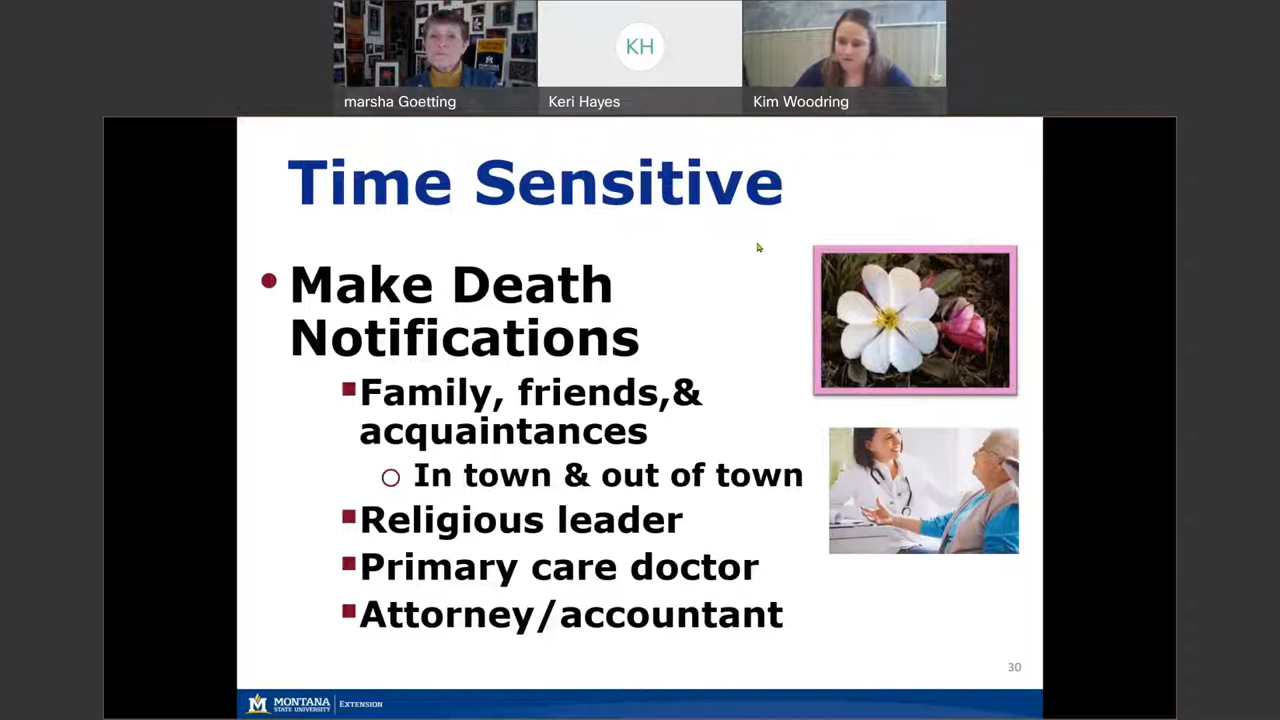 KH
marsha Goetting
Keri Hayes
Kim Woodring
Time Sensitive
• Make Death
Notifications
▪Family, friends,&
acquaintances
○ In town & out of town
▪Religious leader
▪Primary care doctor
▪Attorney/accountant
30
M MONTANA
STATE UNIVERSITY
EXTENSION